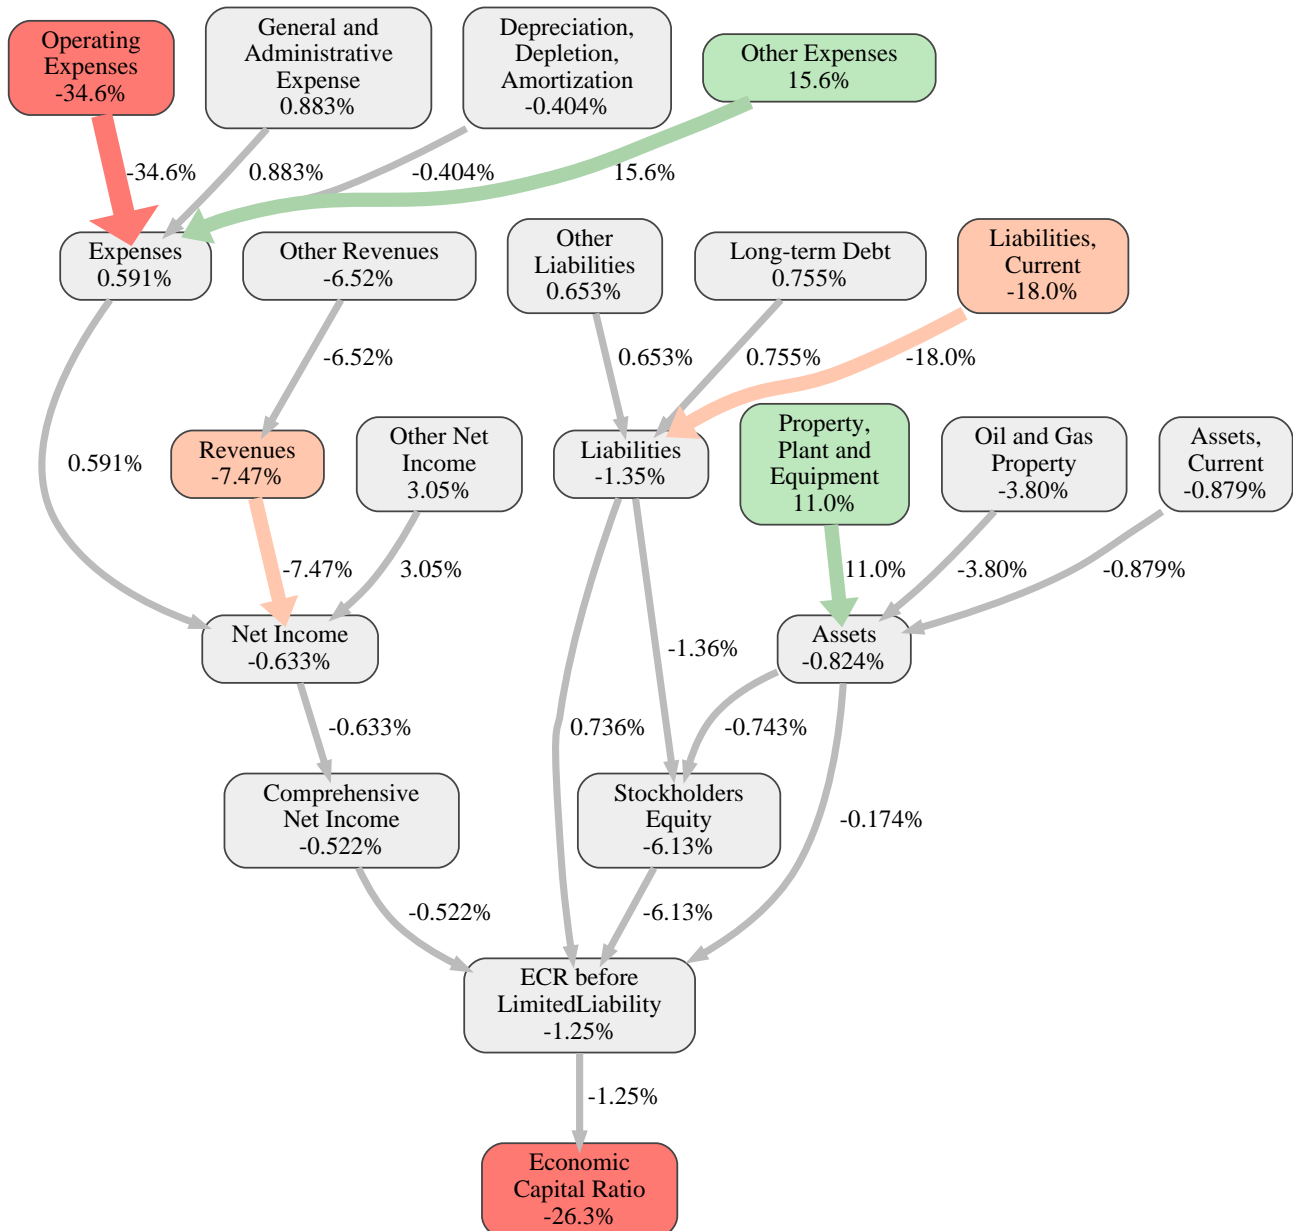 Operating
Expenses
-34.6%
General and
Administrative
Expense
0.883%
Depreciation,
Depletion,
Amortization
-0.404%
Other Expenses
15.6%
-34.6%
0.883%
-0.404%
15.6%
Expenses
0.591%
Other Revenues
-6.52%
Other
Liabilities
0.653%
Long-term Debt
0.755%
Liabilities,
Current
-18.0%
-6.52%
0.653%
0.755%
-18.0%
0.591%
Revenues
-7.47%
Other Net
Income
3.05%
Liabilities
-1.35%
Property,
Plant and
Equipment
11.0%
Oil and Gas
Property
-3.80%
Assets,
Current
-0.879%
-7.47%
3.05%
11.0%
-3.80%
-0.879%
Net Income
-0.633%
-1.36%
Assets
-0.824%
-0.633%
0.736%
-0.743%
Comprehensive
Net Income
-0.522%
Stockholders
Equity
-6.13%
-0.174%
-0.522%
-6.13%
ECR before
LimitedLiability
-1.25%
-1.25%
Economic
Capital Ratio
-26.3%